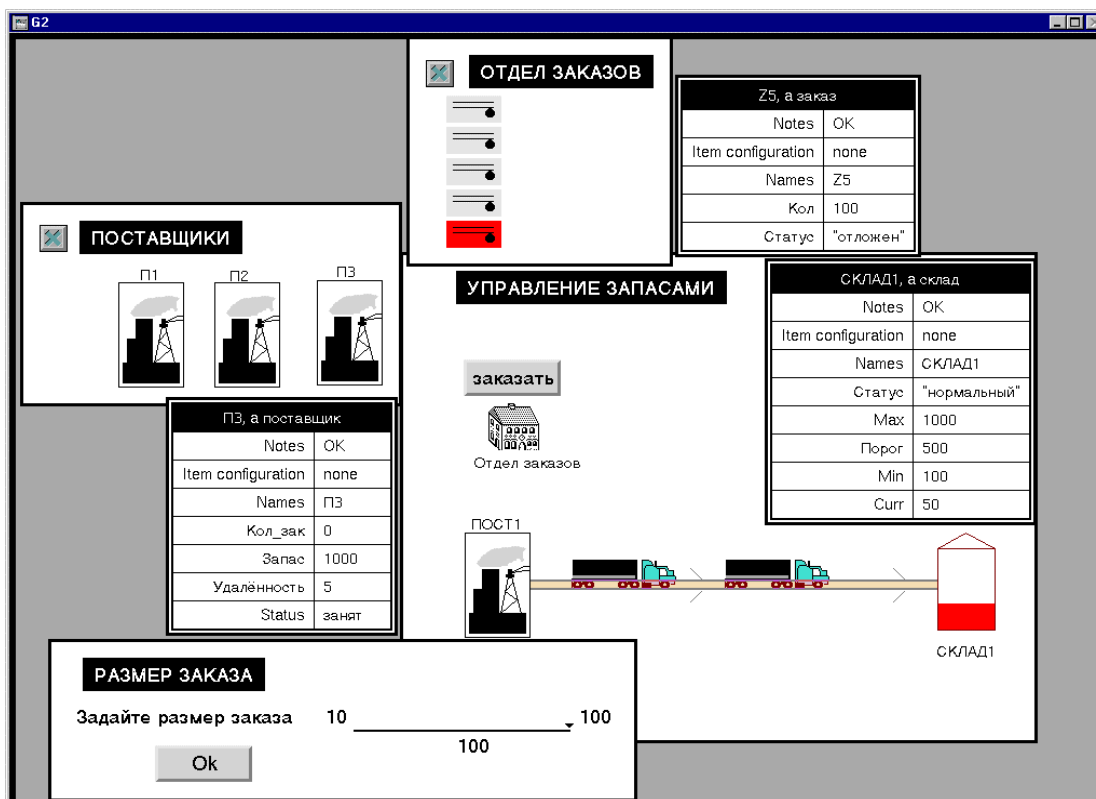 G2
ОТДЕЛ ЗАКАЗОВ
Z5, а заказ
Notes OK
Item configuration none
Names Z5
Кол 100
Статус "отложен"
ПОСТАВЩИКИ
П1 П2 П3
УПРАВЛЕНИЕ ЗАПАСАМИ
заказать
Отдел заказов
СКЛАД1, а склад
Notes OK
Item configuration none
Names СКЛАД1
Статус "нормальный"
Max 1000
Порог 500
Min 100
Curr 50
П3, а поставщик
Notes OK
Item configuration none
Names П3
Кол_зак 0
Запас 1000
Удалённость 5
Status занят
ПОСТ1
СКЛАД1
РАЗМЕР ЗАКАЗА
Задайте размер заказа 10 100
100
Ok